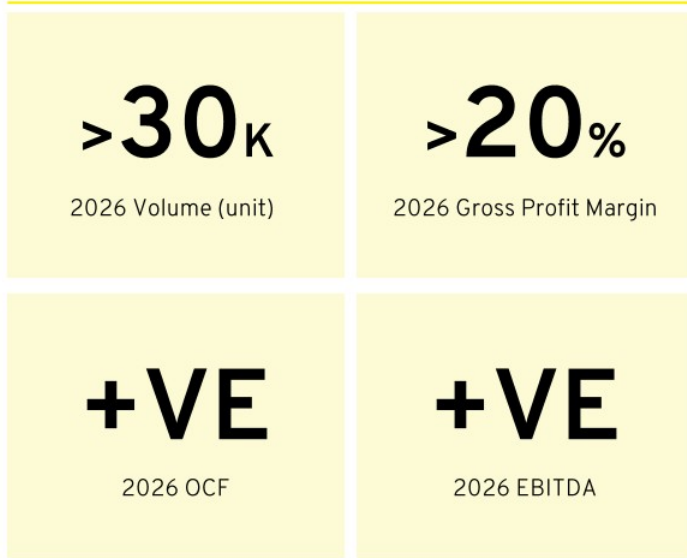 >30K
2026 Volume (unit)
>20%
2026 Gross Profit Margin
+VE
2026 OCF
+VE
2026 EBITDA